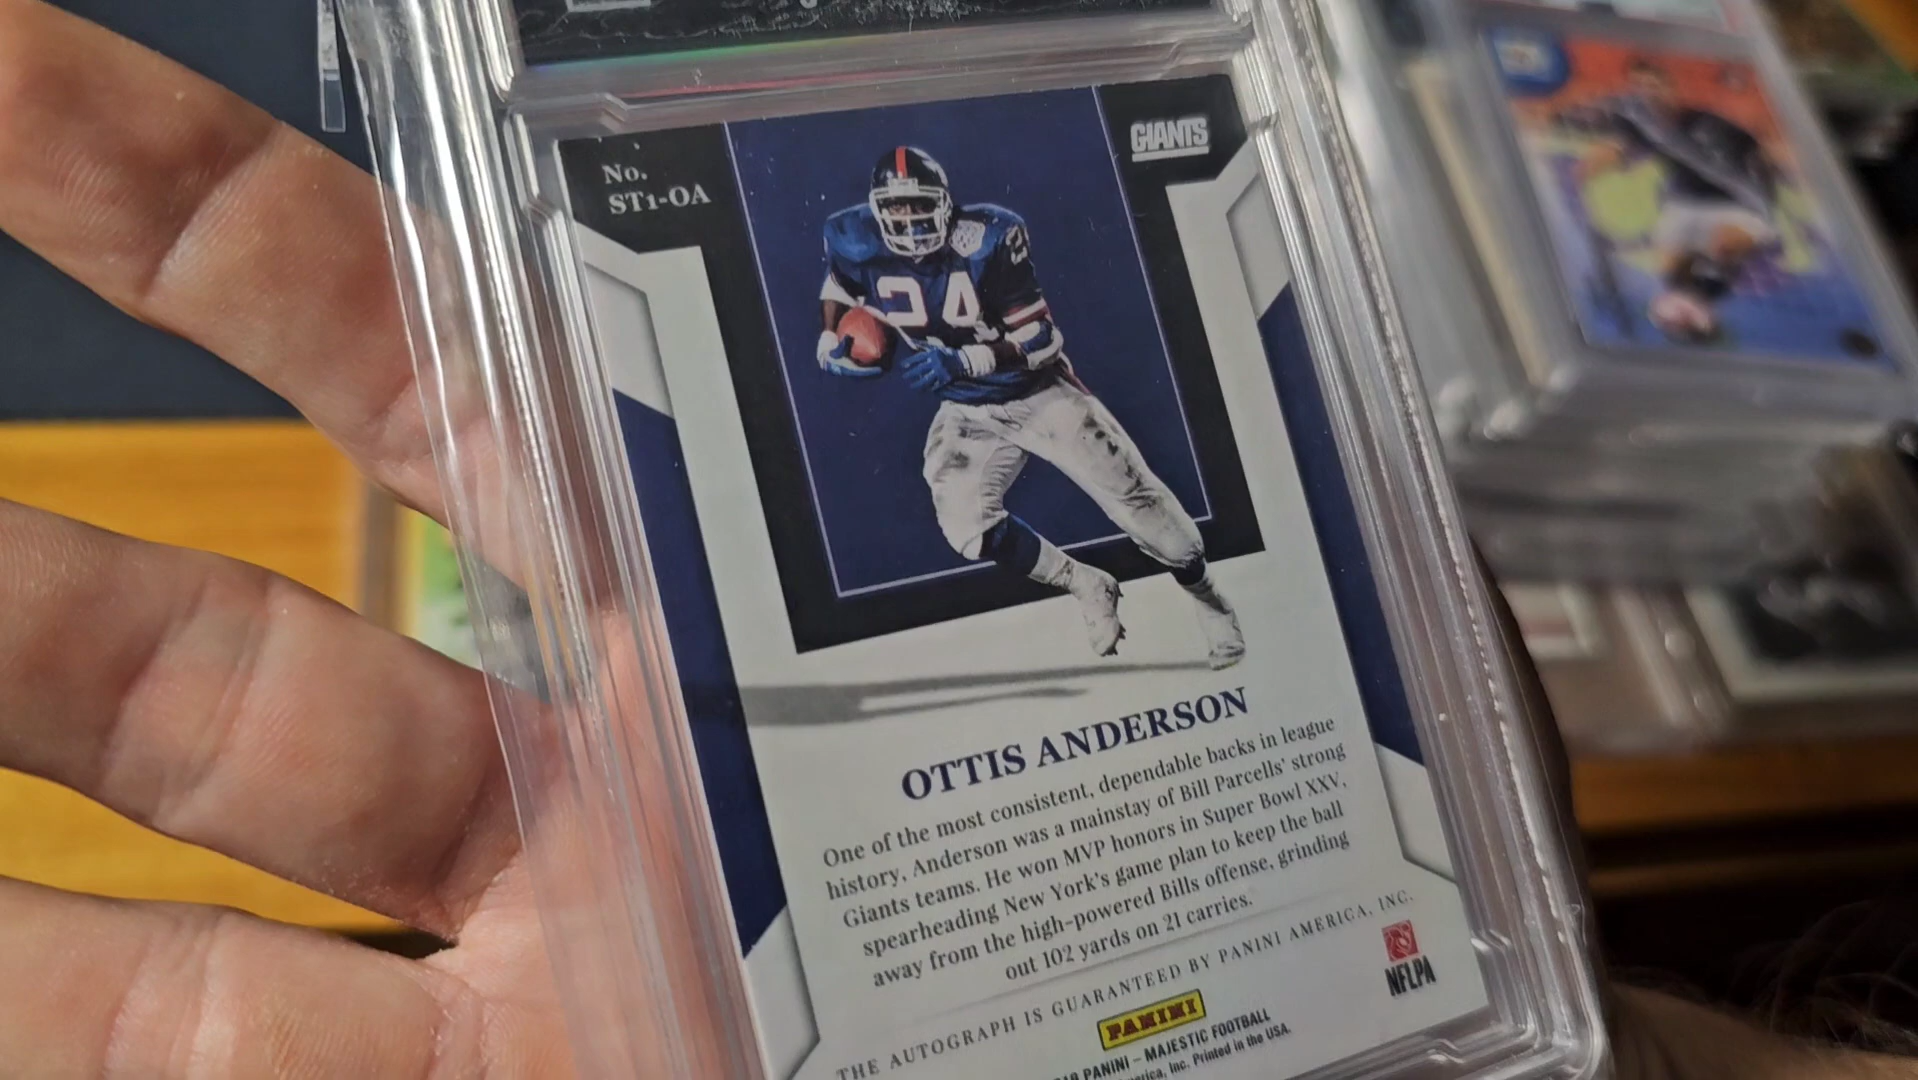 No.
ST1-OA
GIANTS
24
OTTIS ANDERSON
One of the most consistent, dependable backs in league
history, Anderson was a mainstay of Bill Parcells' strong
Giants teams. He won MVP honors in Super Bowl XXV,
spearheading New York's game plan to keep the ball
away from the high-powered Bills offense, grinding
out 102 yards on 21 carries.
THE AUTOGRAPH IS GUARANTEED BY PANINI AMERICA, INC.
PANINI
NFLPA
PANINI – MAJESTIC FOOTBALL
Inc. Printed in the USA.